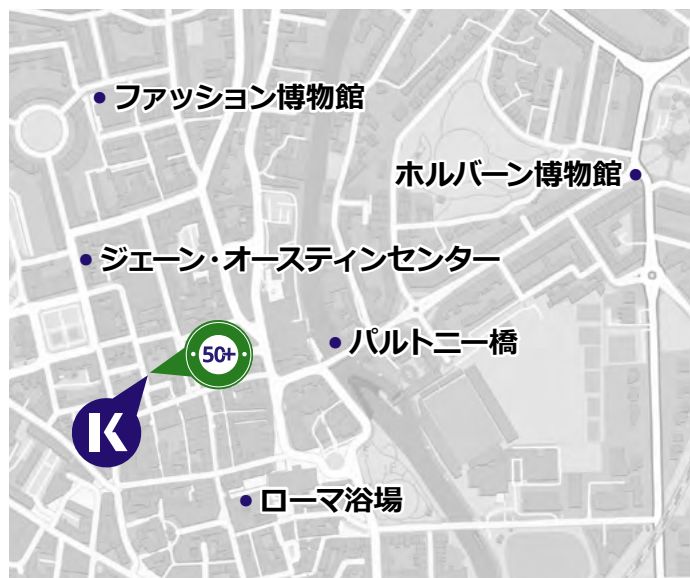 ファッション博物館
ホルバーン博物館
ジェーン・オースティンセンター
パルトニー橋
50+
K
ローマ浴場